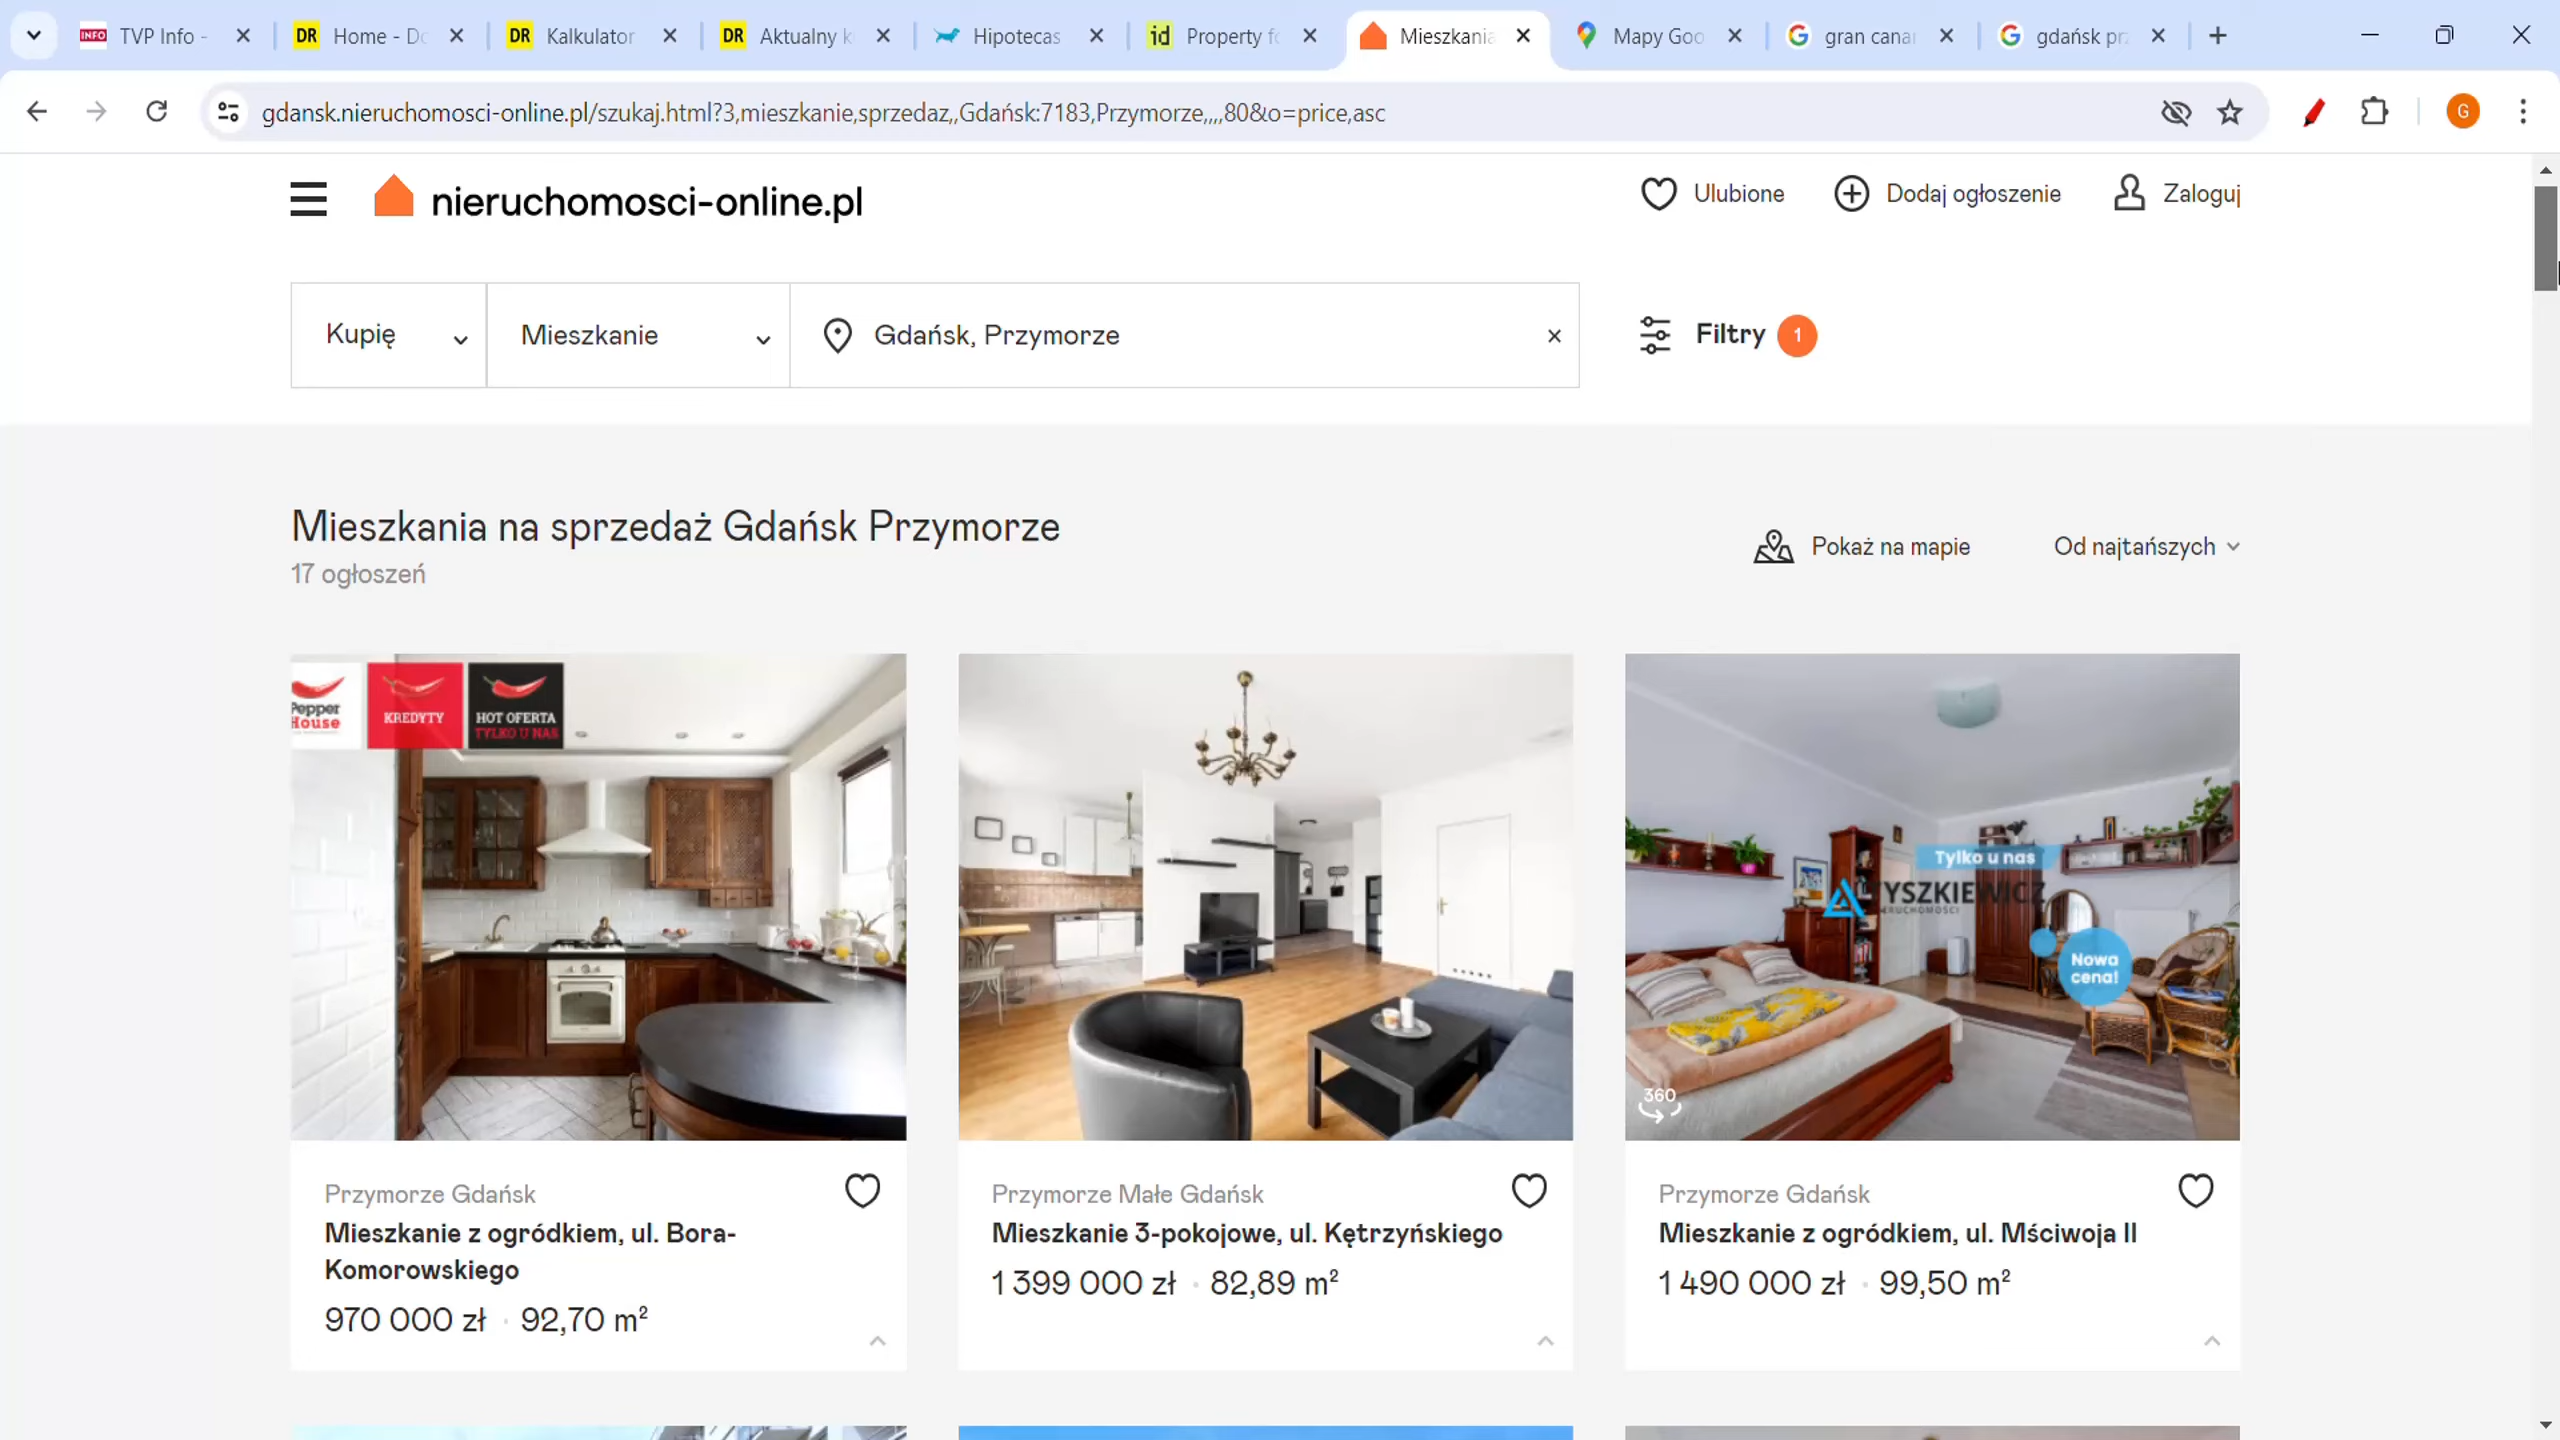 TVP Info -
Home - Do
Kalkulator
Aktualny k
Hipotecas
Property fo
Mieszkania
Mapy Goo
gran cana
gdańsk prz
gdansk.nieruchomosci-online.pl/szukaj.html?3,mieszkanie,sprzedaz,,Gdańsk:7183,Przymorze,,,,80&o=price,asc
G
nieruchomosci-online.pl
Ulubione
Dodaj ogłoszenie
Zaloguj
Kupię
Mieszkanie
Gdańsk, Przymorze
Filtry 1
Mieszkania na sprzedaż Gdańsk Przymorze
17 ogłoszeń
Pokaż na mapie
Od najtańszych
Pepper
House
KREDYTY
HOT OFERTA
TYLKO U NAS
Tylko u nas
TYSZKIEWICZ
NIERUCHOMOŚCI
Nowa
cena!
360
Przymorze Gdańsk
Mieszkanie z ogródkiem, ul. Bora-
Komorowskiego
970 000 zł · 92,70 m²
Przymorze Małe Gdańsk
Mieszkanie 3-pokojowe, ul. Kętrzyńskiego
1 399 000 zł · 82,89 m²
Przymorze Gdańsk
Mieszkanie z ogródkiem, ul. Mściwoja II
1 490 000 zł · 99,50 m²